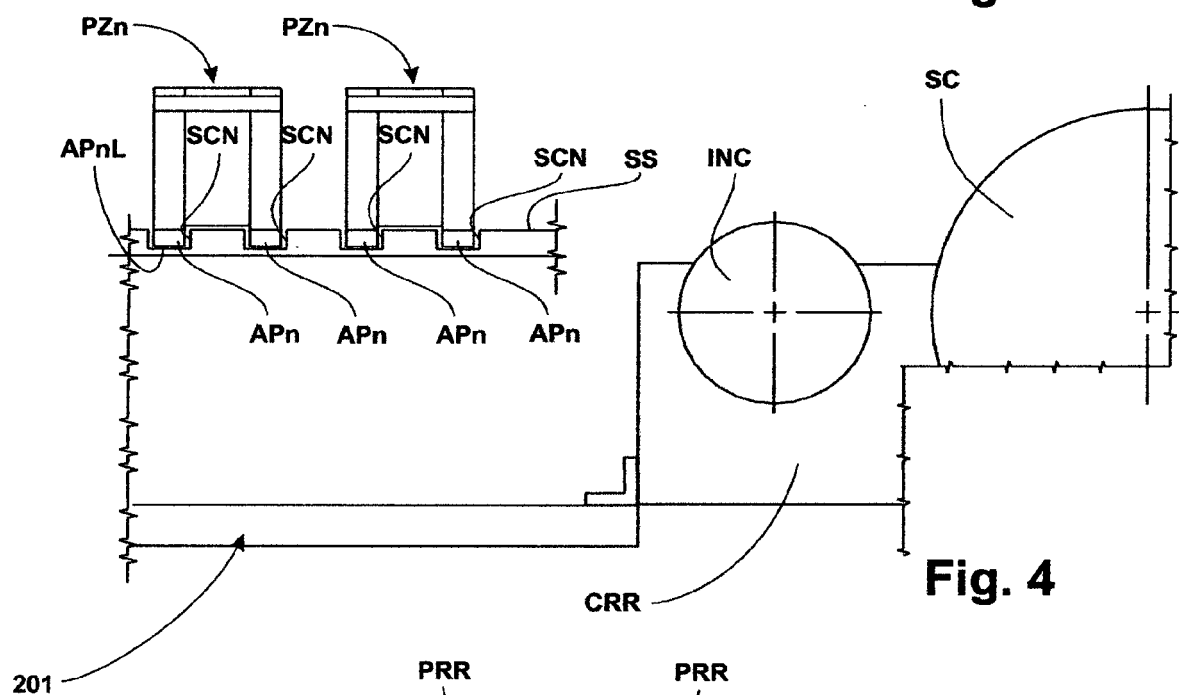 g
PZn PZn
SC
SCN SCN SCN
APnL
SCN SS INC
APn APn APn APn
Fig. 4
CRR
201
PRR PRR